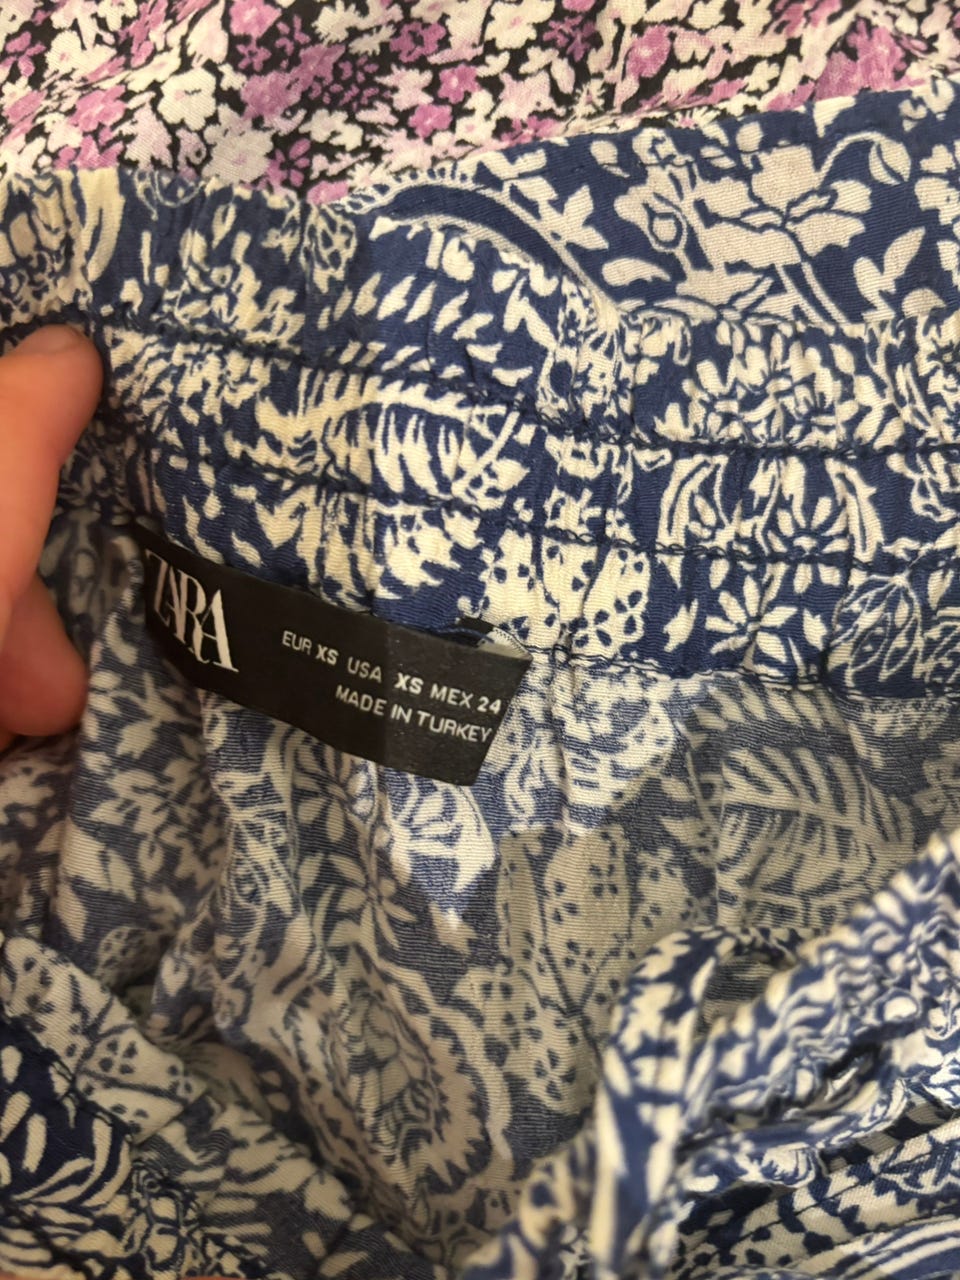 ZARA
EUR XS USA XS MEX 24
MADE IN TURKEY